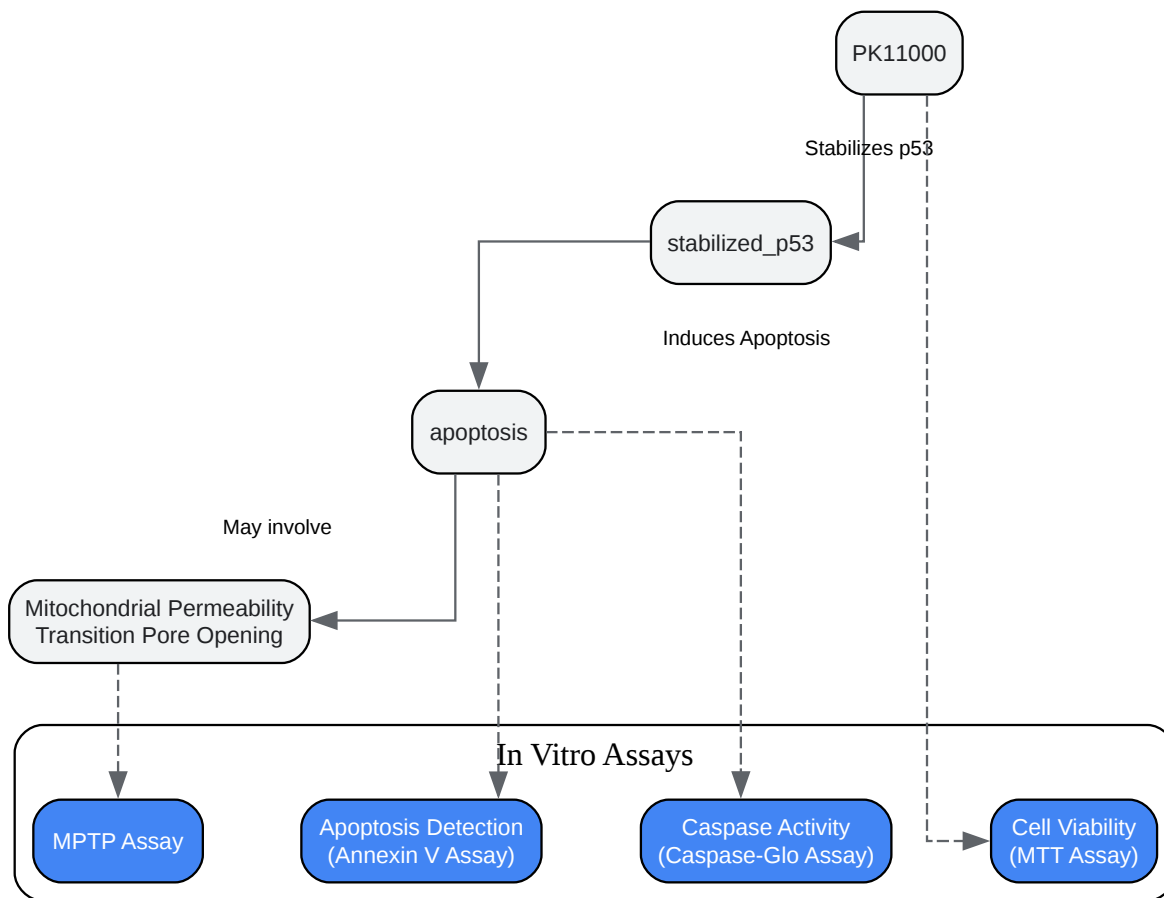 PK11000
Stabilizes p53
stabilized_p53
Induces Apoptosis
apoptosis
May involve
Mitochondrial Permeability
Transition Pore Opening
In Vitro Assays
MPTP Assay
Apoptosis Detection
(Annexin V Assay)
Caspase Activity
(Caspase-Glo Assay)
Cell Viability
(MTT Assay)